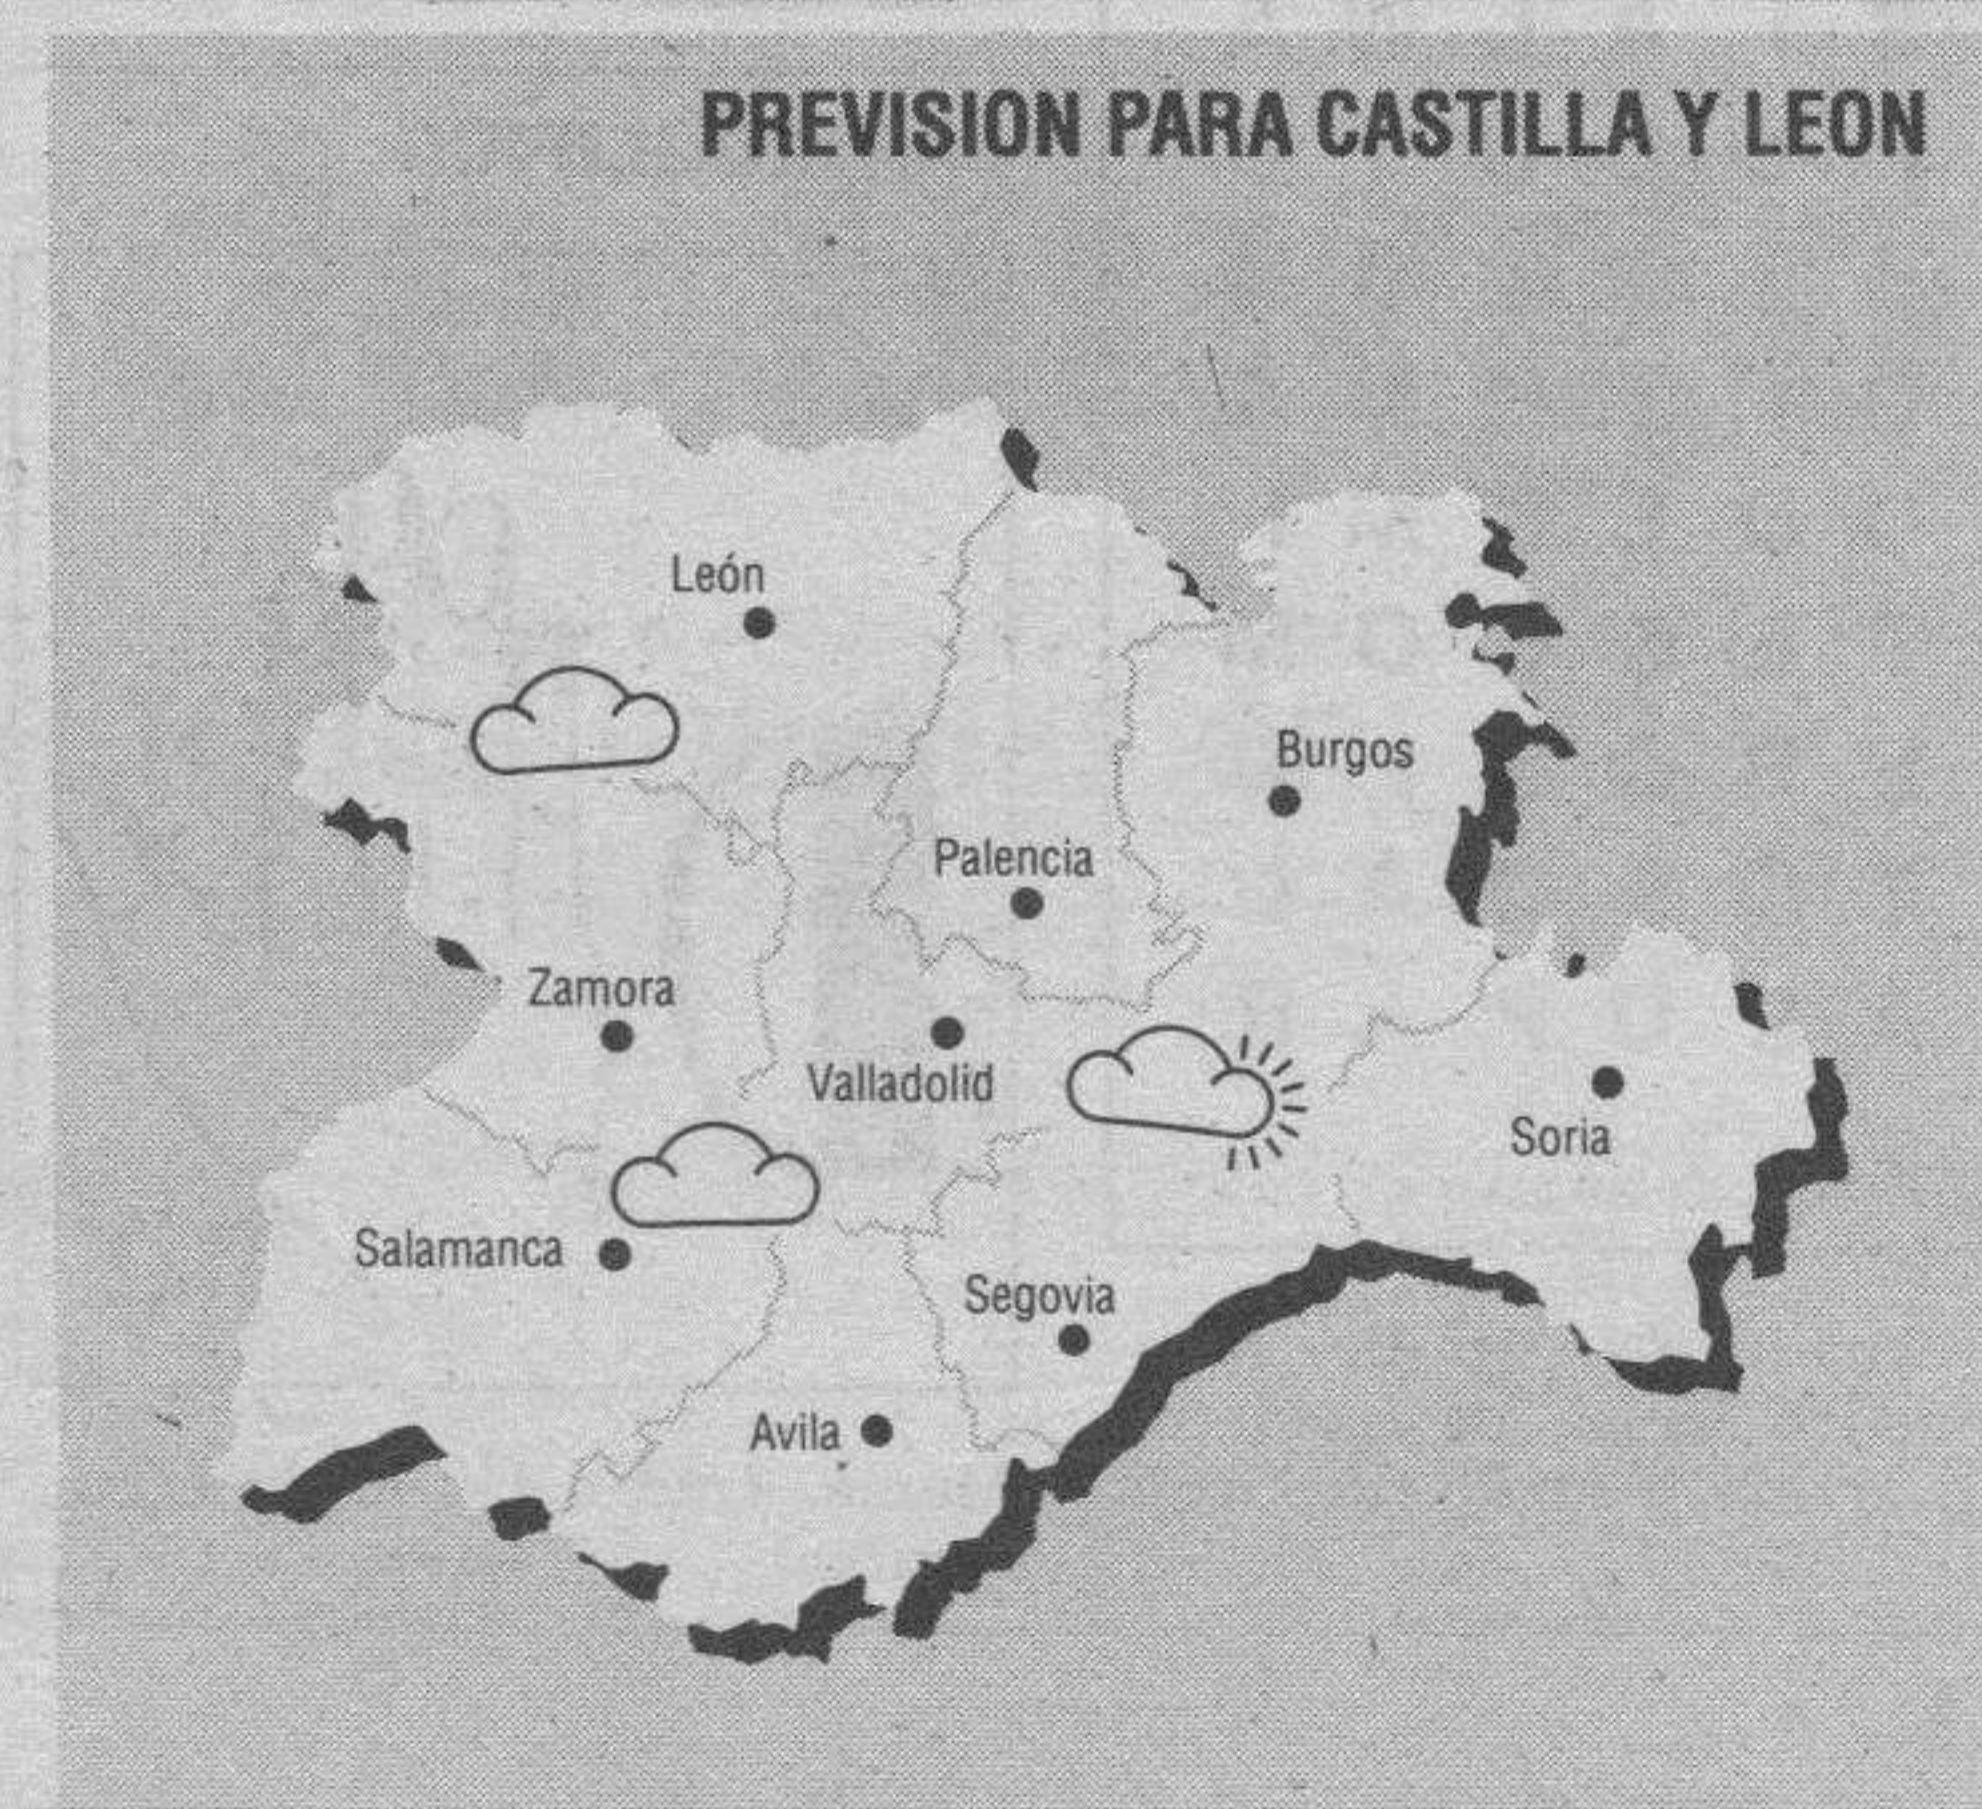 PREVISION PARA CASTILLA Y LEON
León
Burgos
Palencia
Zamora
Valladolid
Soria
Salamanca
Segovia
Avila